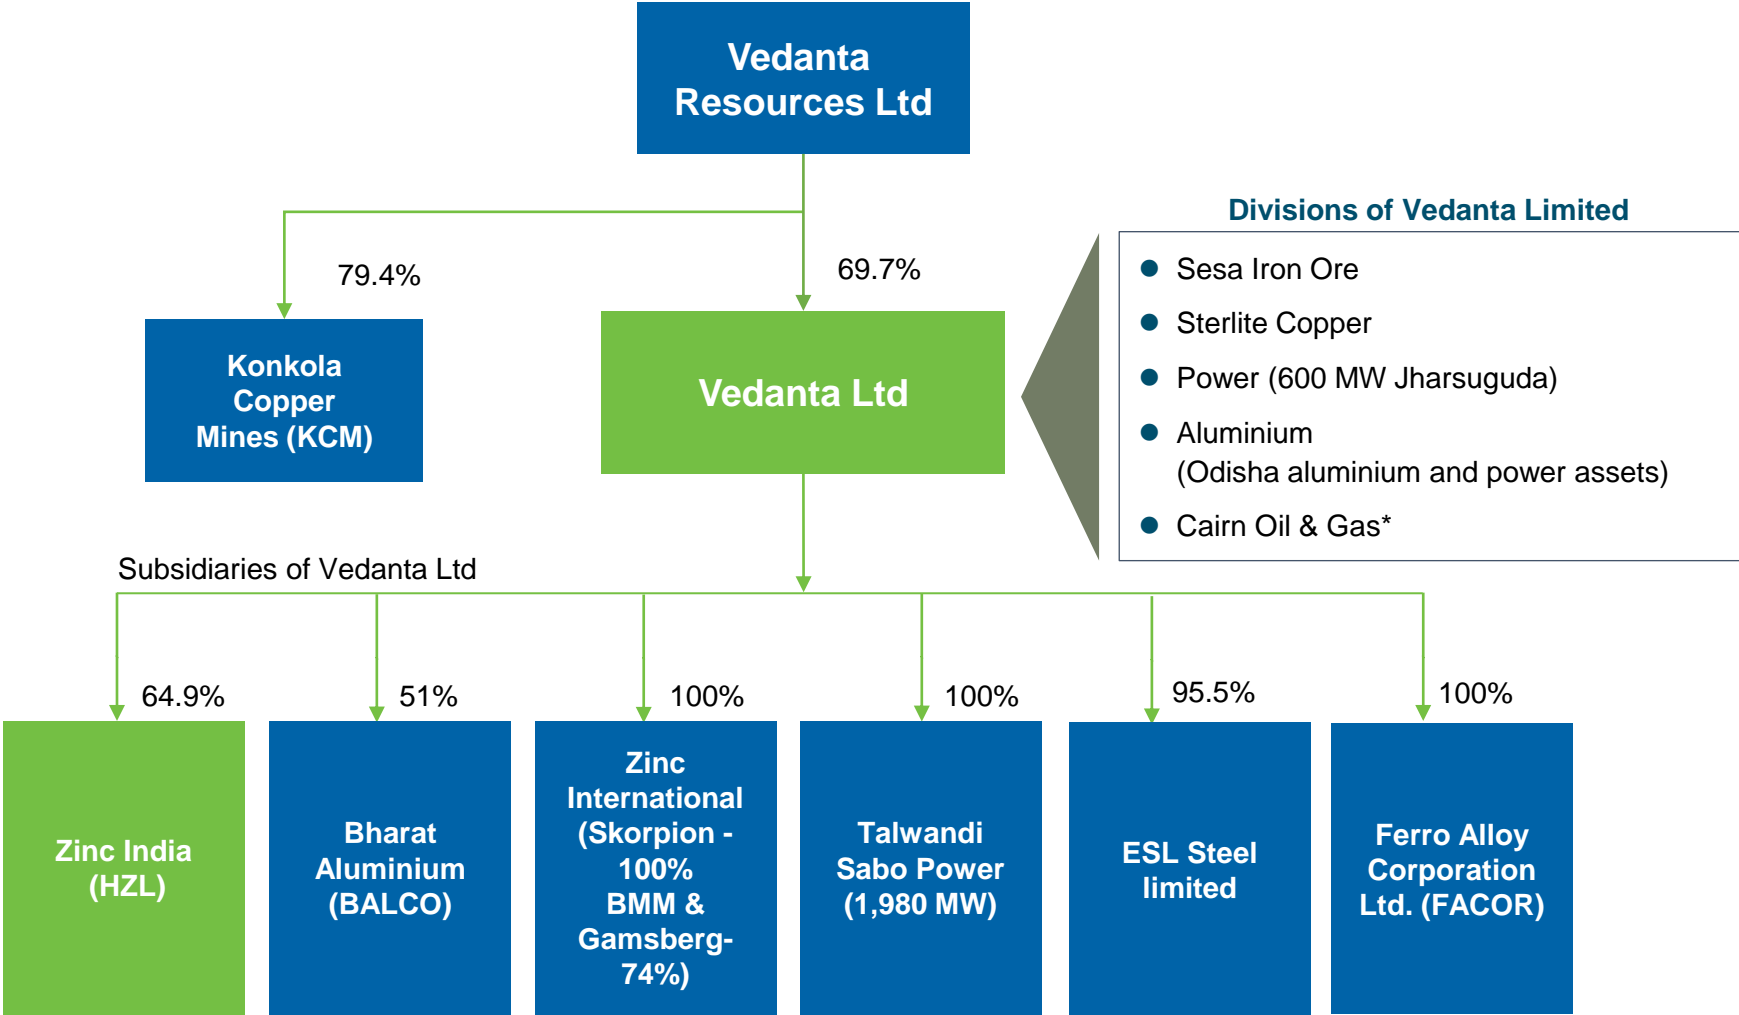 Vedanta
Resources Ltd
Divisions of Vedanta Limited
79.4%
69.7%
Sesa Iron Ore
Sterlite Copper
Power (600 MW Jharsuguda)
Aluminium
(Odisha aluminium and power assets)
Cairn Oil & Gas*
Konkola
Copper
Mines (KCM)
Vedanta Ltd
Subsidiaries of Vedanta Ltd
64.9%
51%
100%
100%
95.5%
100%
Zinc India
(HZL)
Bharat
Aluminium
(BALCO)
Zinc
International
(Skorpion -
100%
BMM &
Gamsberg-
74%)
Talwandi
Sabo Power
(1,980 MW)
ESL Steel
limited
Ferro Alloy
Corporation
Ltd. (FACOR)